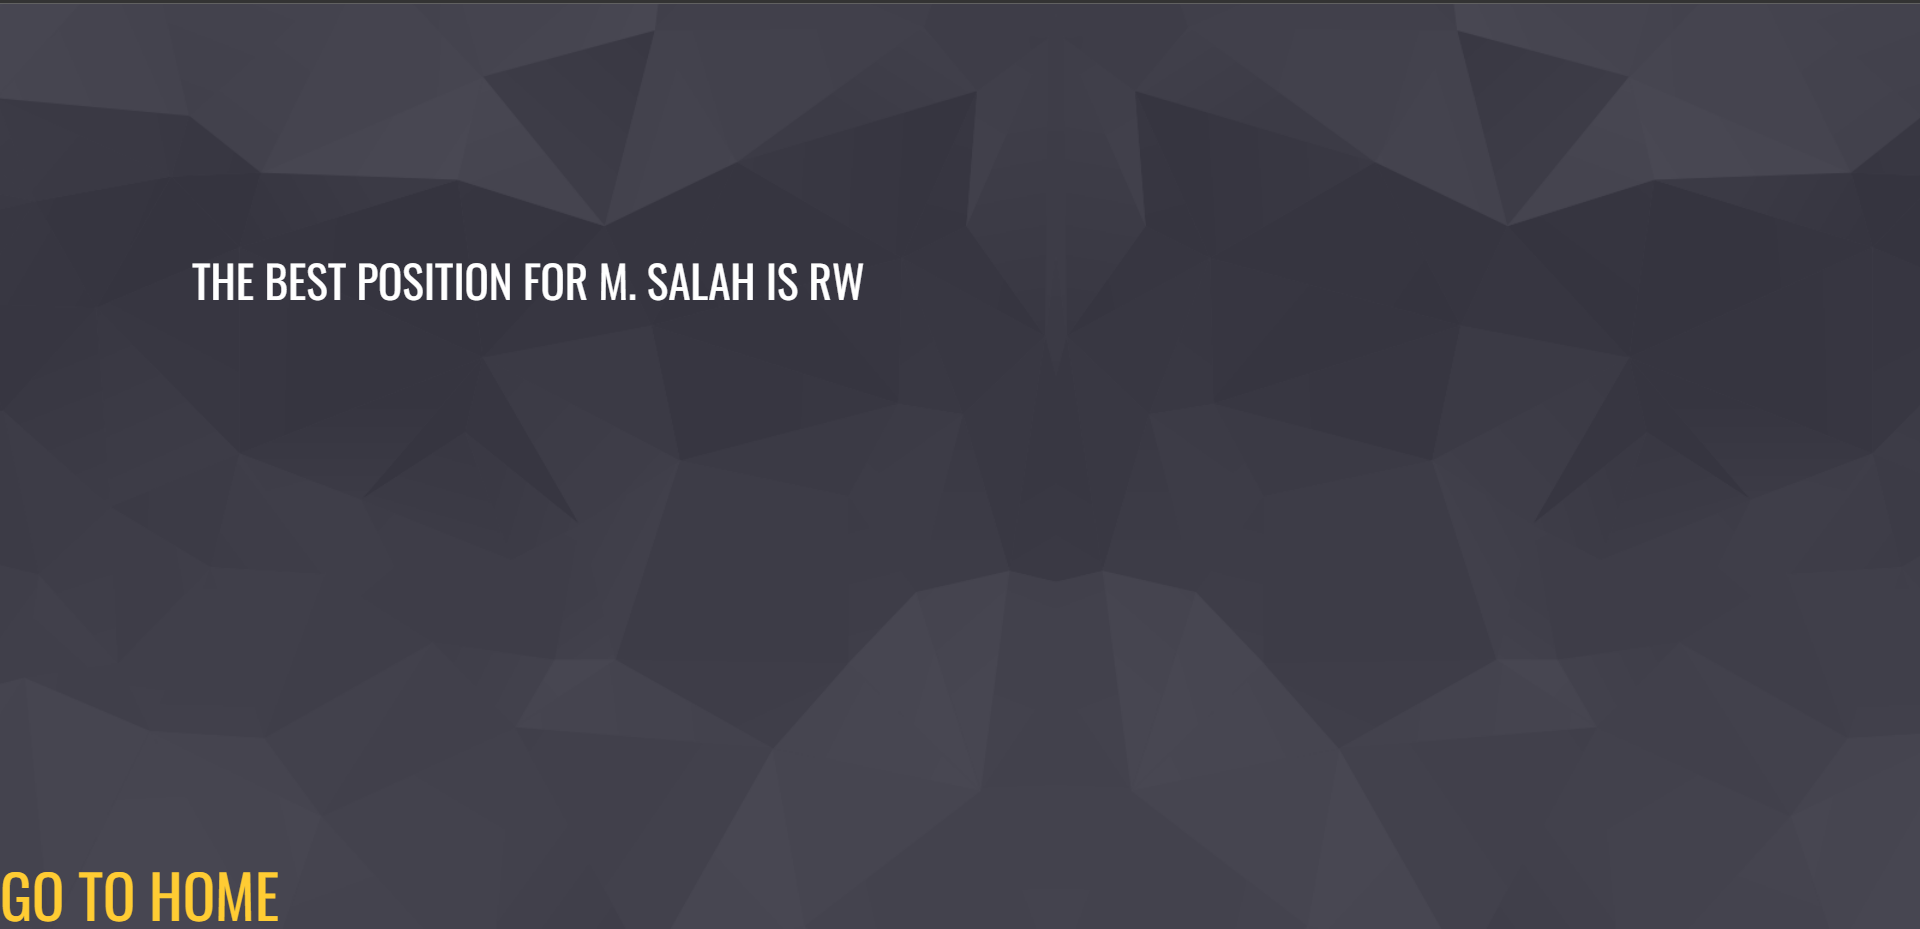 THE BEST POSITION FOR M. SALAH IS RW
GO TO HOME